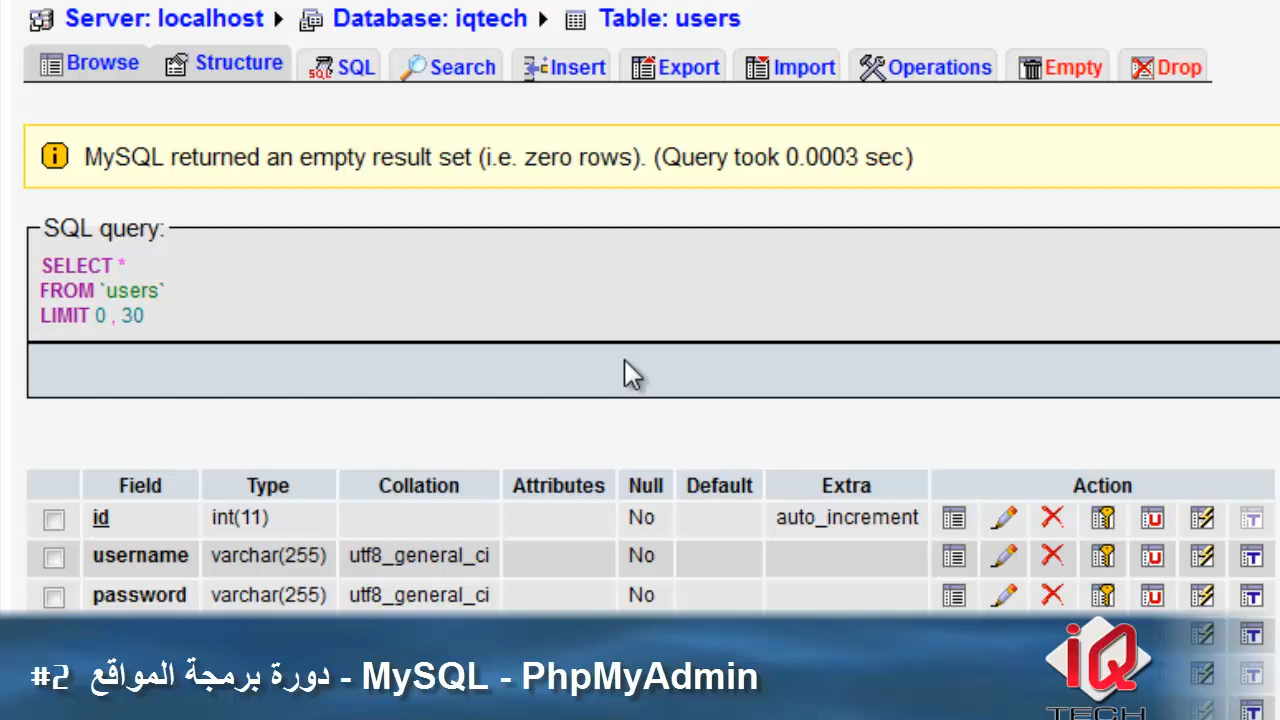 Server: localhost ▸ Database: iqtech ▸ Table: users
Browse Structure SQL Search Insert Export Import Operations Empty Drop
MySQL returned an empty result set (i.e. zero rows). (Query took 0.0003 sec)
SQL query:
SELECT *
FROM `users`
LIMIT 0 , 30
Field Type Collation Attributes Null Default Extra Action
id int(11) No auto_increment
username varchar(255) utf8_general_ci No
password varchar(255) utf8_general_ci No
#2 دورة برمجة المواقع - MySQL - PhpMyAdmin
iQ
TECH